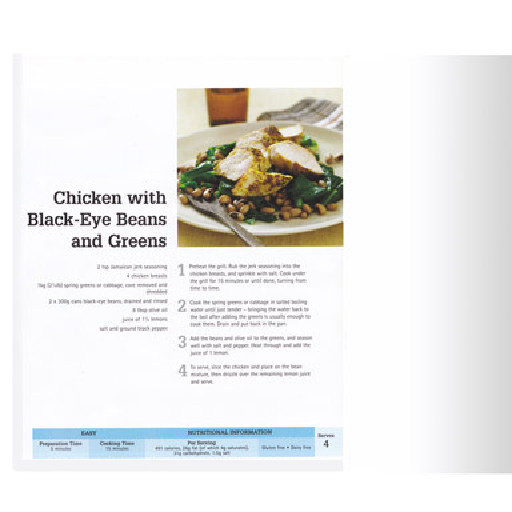 Chicken with
Black-Eye Beans
and Greens
2 tsp Jamaican jerk seasoning
4 chicken breasts
1kg (2¼lb) spring greens or cabbage, core removed and
shredded
2 x 300g cans black-eye beans, drained and rinsed
8 tbsp olive oil
juice of 1½ lemons
salt and ground black pepper
1 Preheat the grill. Rub the jerk seasoning into the
chicken breasts, and sprinkle with salt. Cook under
the grill for 15 minutes or until done, turning from
time to time.
2 Cook the spring greens or cabbage in salted boiling
water until just tender - bringing the water back to
the boil after adding the greens is usually enough to
cook them. Drain and put back in the pan.
3 Add the beans and olive oil to the greens, and season
well with salt and pepper. Heat through and add the
juice of 1 lemon.
4 To serve, slice the chicken and place on the bean
mixture, then drizzle over the remaining lemon juice
and serve.
EASY
NUTRITIONAL INFORMATION
Serves
4
Preparation Time
5 minutes
Cooking Time
15 minutes
Per Serving
491 calories, 26g fat (of which 4g saturates),
31g carbohydrate, 1.5g salt
Gluten free • Dairy free